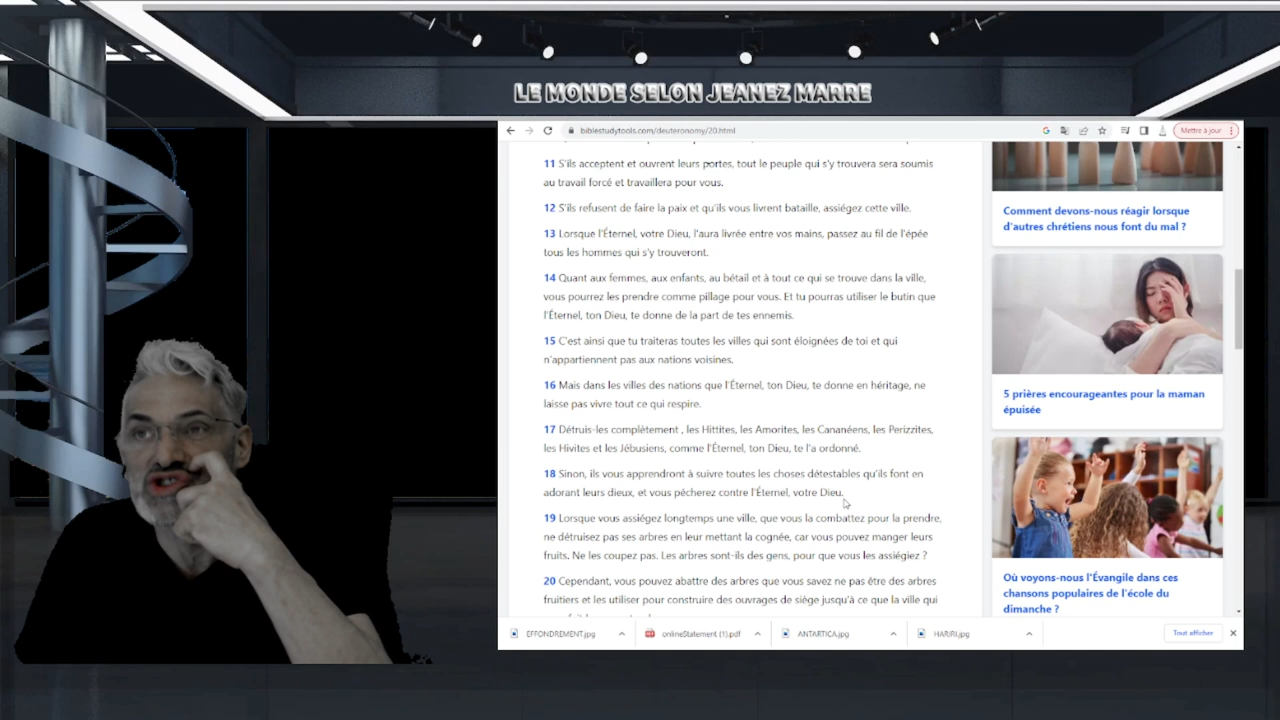 LE MONDE SELON JEANEZ MARRE
biblestudytools.com/deuteronomy/20.html
Mettre à jour
11 S'ils acceptent et ouvrent leurs portes, tout le peuple qui s'y trouvera sera soumis
au travail forcé et travaillera pour vous.
12 S'ils refusent de faire la paix et qu'ils vous livrent bataille, assiégez cette ville.
13 Lorsque l'Éternel, votre Dieu, l'aura livrée entre vos mains, passez au fil de l'épée
tous les hommes qui s'y trouveront.
14 Quant aux femmes, aux enfants, au bétail et à tout ce qui se trouve dans la ville,
vous pourrez les prendre comme pillage pour vous. Et tu pourras utiliser le butin que
l'Éternel, ton Dieu, te donne de la part de tes ennemis.
15 C'est ainsi que tu traiteras toutes les villes qui sont éloignées de toi et qui
n'appartiennent pas aux nations voisines.
16 Mais dans les villes des nations que l'Éternel, ton Dieu, te donne en héritage, ne
laisse pas vivre tout ce qui respire.
17 Détruis-les complètement , les Hittites, les Amorites, les Cananéens, les Perizzites,
les Hivites et les Jébusiens, comme l'Éternel, ton Dieu, te l'a ordonné.
18 Sinon, ils vous apprendront à suivre toutes les choses détestables qu'ils font en
adorant leurs dieux, et vous pécherez contre l'Éternel, votre Dieu.
19 Lorsque vous assiégez longtemps une ville, que vous la combattez pour la prendre,
ne détruisez pas ses arbres en leur mettant la cognée, car vous pouvez manger leurs
fruits. Ne les coupez pas. Les arbres sont-ils des gens, pour que vous les assiégiez ?
20 Cependant, vous pouvez abattre des arbres que vous savez ne pas être des arbres
fruitiers et les utiliser pour construire des ouvrages de siège jusqu'à ce que la ville qui
Comment devons-nous réagir lorsque
d'autres chrétiens nous font du mal ?
5 prières encourageantes pour la maman
épuisée
Où voyons-nous l'Évangile dans ces
chansons populaires de l'école du
dimanche ?
EFFONDREMENT.jpg
onlineStatement (1).pdf
ANTARTICA.jpg
HARIRI.jpg
Tout afficher